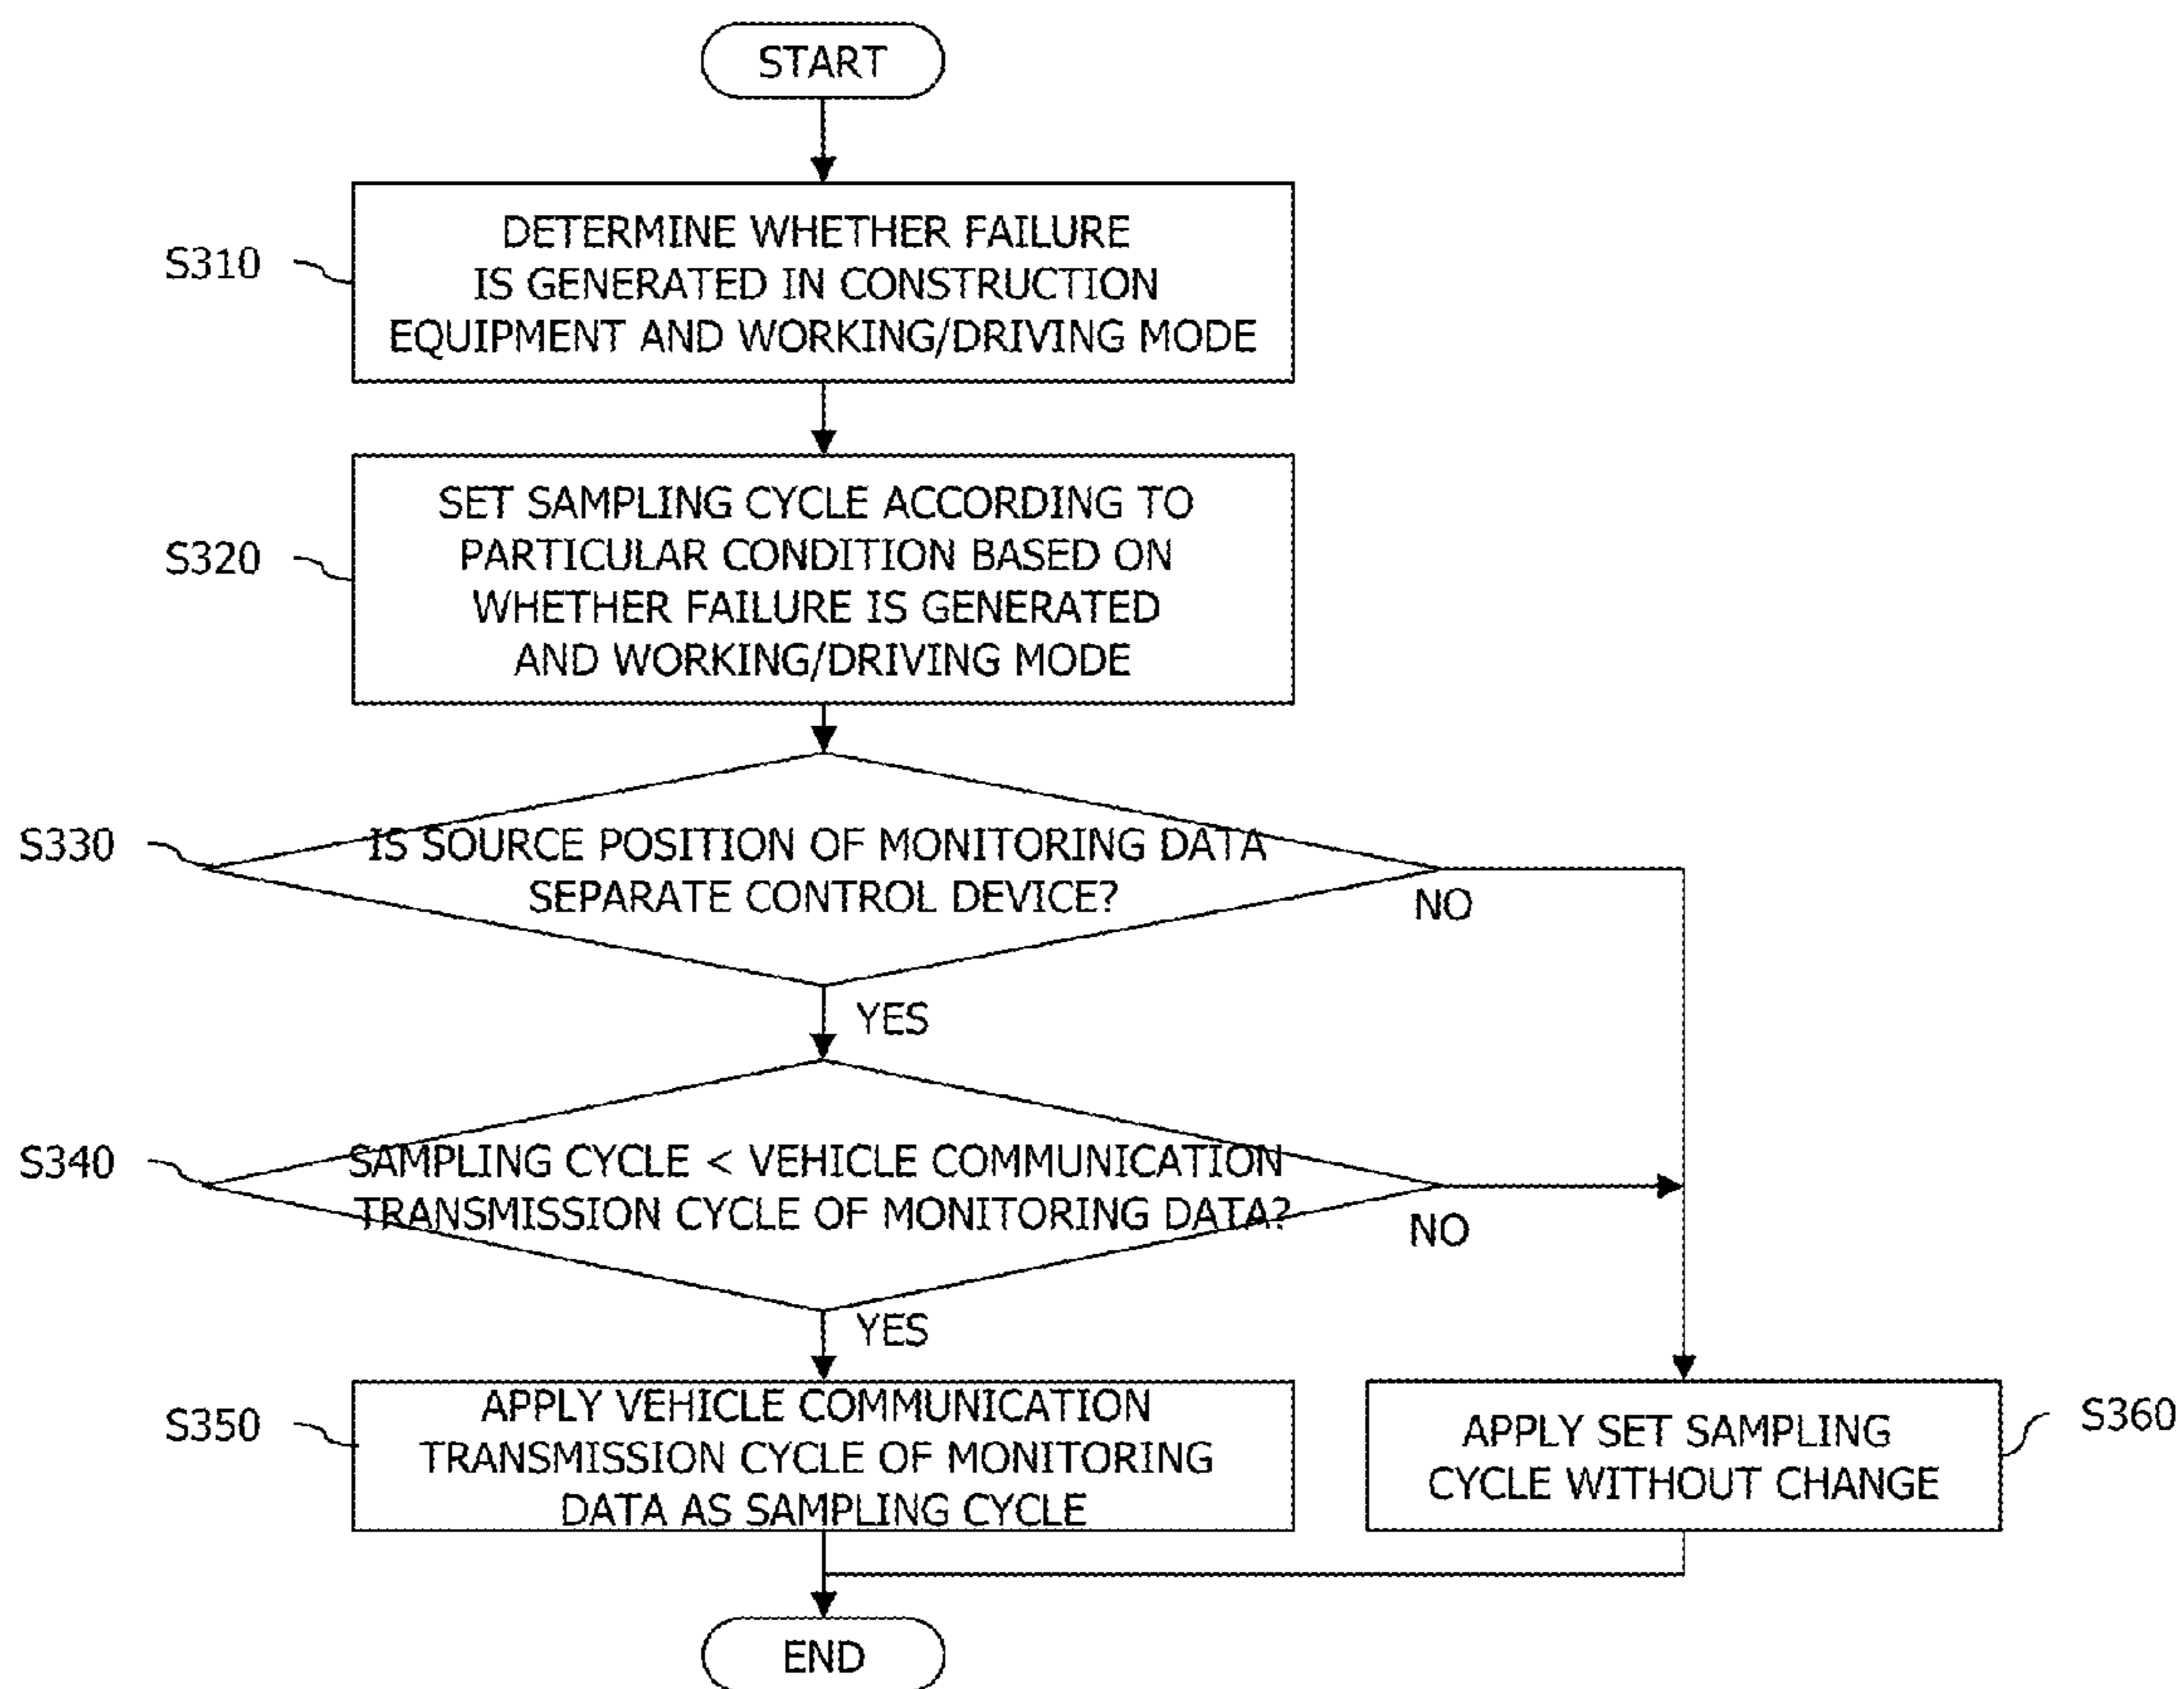 START
S310
DETERMINE WHETHER FAILURE
IS GENERATED IN CONSTRUCTION
EQUIPMENT AND WORKING/DRIVING MODE
S320
SET SAMPLING CYCLE ACCORDING TO
PARTICULAR CONDITION BASED ON
WHETHER FAILURE IS GENERATED
AND WORKING/DRIVING MODE
S330
IS SOURCE POSITION OF MONITORING DATA
SEPARATE CONTROL DEVICE?
NO
YES
S340
SAMPLING CYCLE < VEHICLE COMMUNICATION
TRANSMISSION CYCLE OF MONITORING DATA?
NO
YES
S350
APPLY VEHICLE COMMUNICATION
TRANSMISSION CYCLE OF MONITORING
DATA AS SAMPLING CYCLE
APPLY SET SAMPLING
CYCLE WITHOUT CHANGE
S360
END